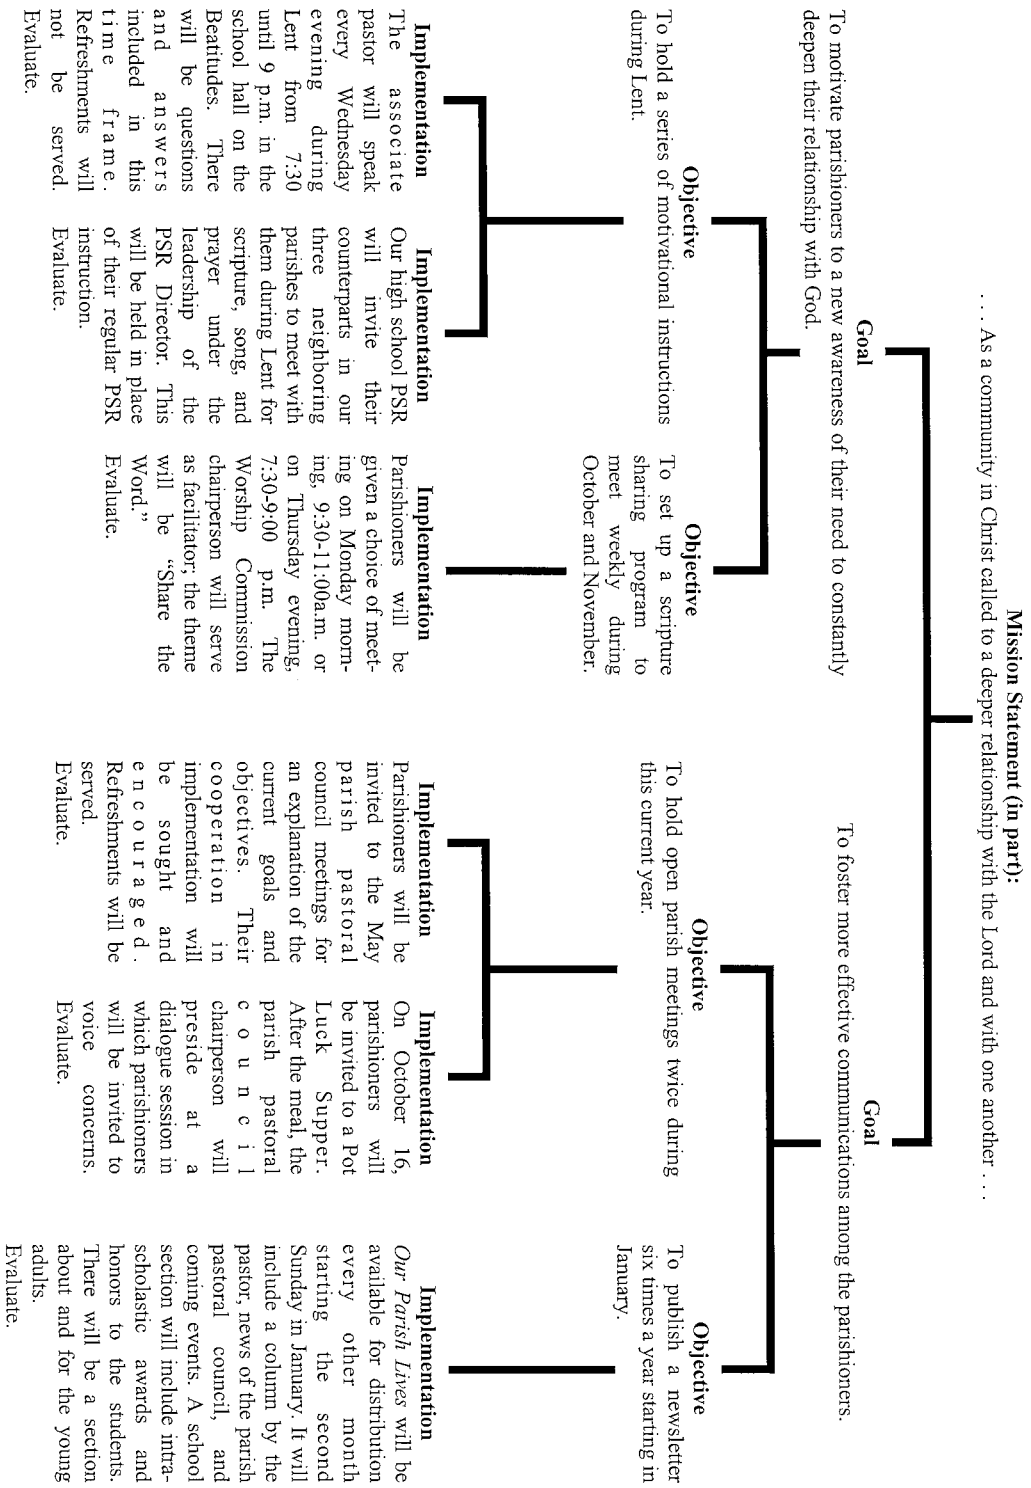 Mission Statement (in part):
. . . As a community in Christ called to a deeper relationship with the Lord and with one another . . .
Goal
To motivate parishioners to a new awareness of their need to constantly
deepen their relationship with God.
Goal
To foster more effective communications among the parishioners.
Objective
To hold a series of motivational instructions
during Lent.
Objective
To set up a scripture
sharing program to
meet weekly during
October and November.
Objective
To hold open parish meetings twice during
this current year.
Objective
To publish a newsletter
six times a year starting in
January.
Implementation
The associate
pastor will speak
every Wednesday
evening during
Lent from 7:30
until 9 p.m. in the
school hall on the
Beatitudes. There
will be questions
and answers
included in this
time frame.
Refreshments will
not be served.
Evaluate.
Implementation
Our high school PSR
will invite their
counterparts in our
three neighboring
parishes to meet with
them during Lent for
scripture, song, and
prayer under the
leadership of the
PSR Director. This
will be held in place
of their regular PSR
instruction.
Evaluate.
Implementation
Parishioners will be
given a choice of meet-
ing on Monday morn-
ing, 9:30-11:00a.m. or
on Thursday evening,
7:30-9:00 p.m. The
Worship Commission
chairperson will serve
as facilitator; the theme
will be “Share the
Word.”
Evaluate.
Implementation
Parishioners will be
invited to the May
parish pastoral
council meetings for
an explanation of the
current goals and
objectives. Their
cooperation in
implementation will
be sought and
encouraged.
Refreshments will be
served.
Evaluate.
Implementation
On October 16,
parishioners will
be invited to a Pot
Luck Supper.
After the meal, the
parish pastoral
council
chairperson will
preside at a
dialogue session in
which parishioners
will be invited to
voice concerns.
Evaluate.
Implementation
Our Parish Lives will be
available for distribution
every other month
starting the second
Sunday in January. It will
include a column by the
pastor, news of the parish
pastoral council, and
coming events. A school
section will include intra-
scholastic awards and
honors to the students.
There will be a section
about and for the young
adults.
Evaluate.